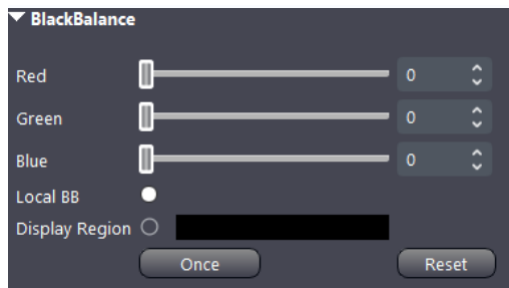 BlackBalance
Red 0
Green 0
Blue 0
Local BB
Display Region
Once Reset